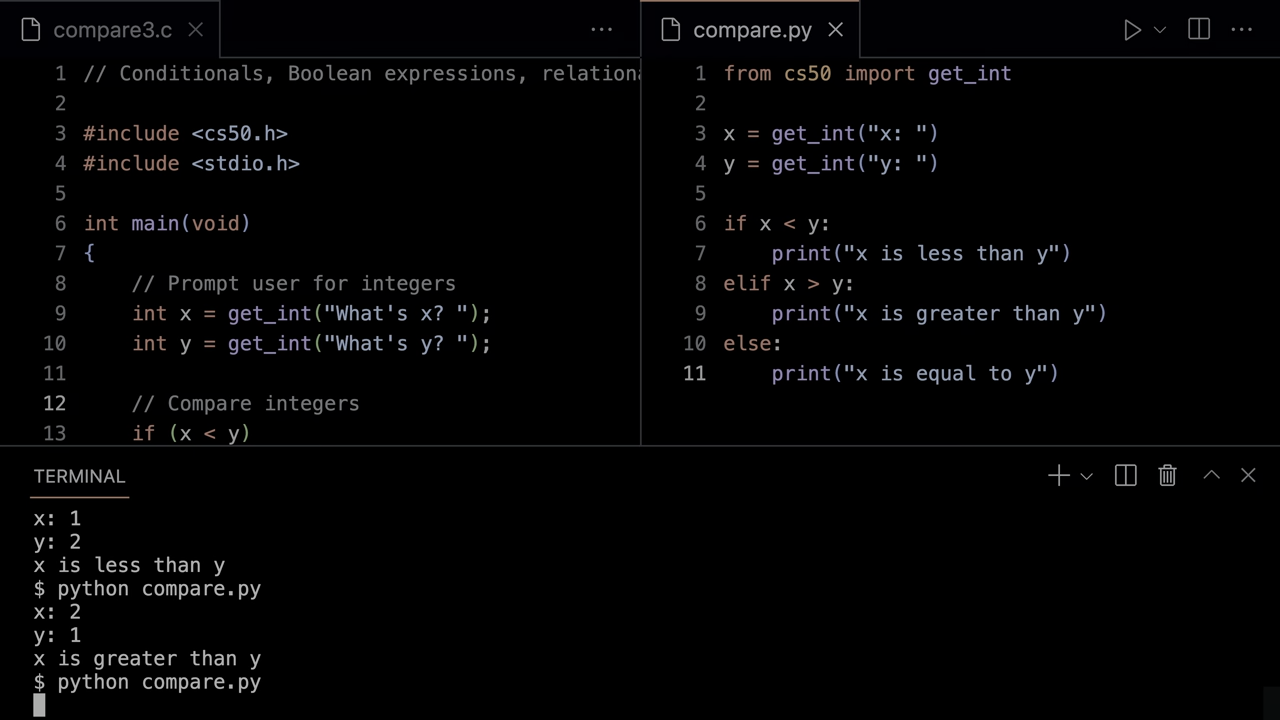 compare3.c
1 // Conditionals, Boolean expressions,
2
3 #include <cs50.h>
4 #include <stdio.h>
5
6 int main(void)
7 {
8 // Prompt user for integers
9 int x = get_int("What's x? ");
10 int y = get_int("What's y? ");
11
12 // Compare integers
13 if (x < y)
compare.py
1 from cs50 import get_int
2
3 x = get_int("x: ")
4 y = get_int("y: ")
5
6 if x < y:
7 print("x is less than y")
8 elif x > y:
9 print("x is greater than y")
10 else:
11 print("x is equal to y")
TERMINAL
x: 1
y: 2
x is less than y
$ python compare.py
x: 2
y: 1
x is greater than y
$ python compare.py